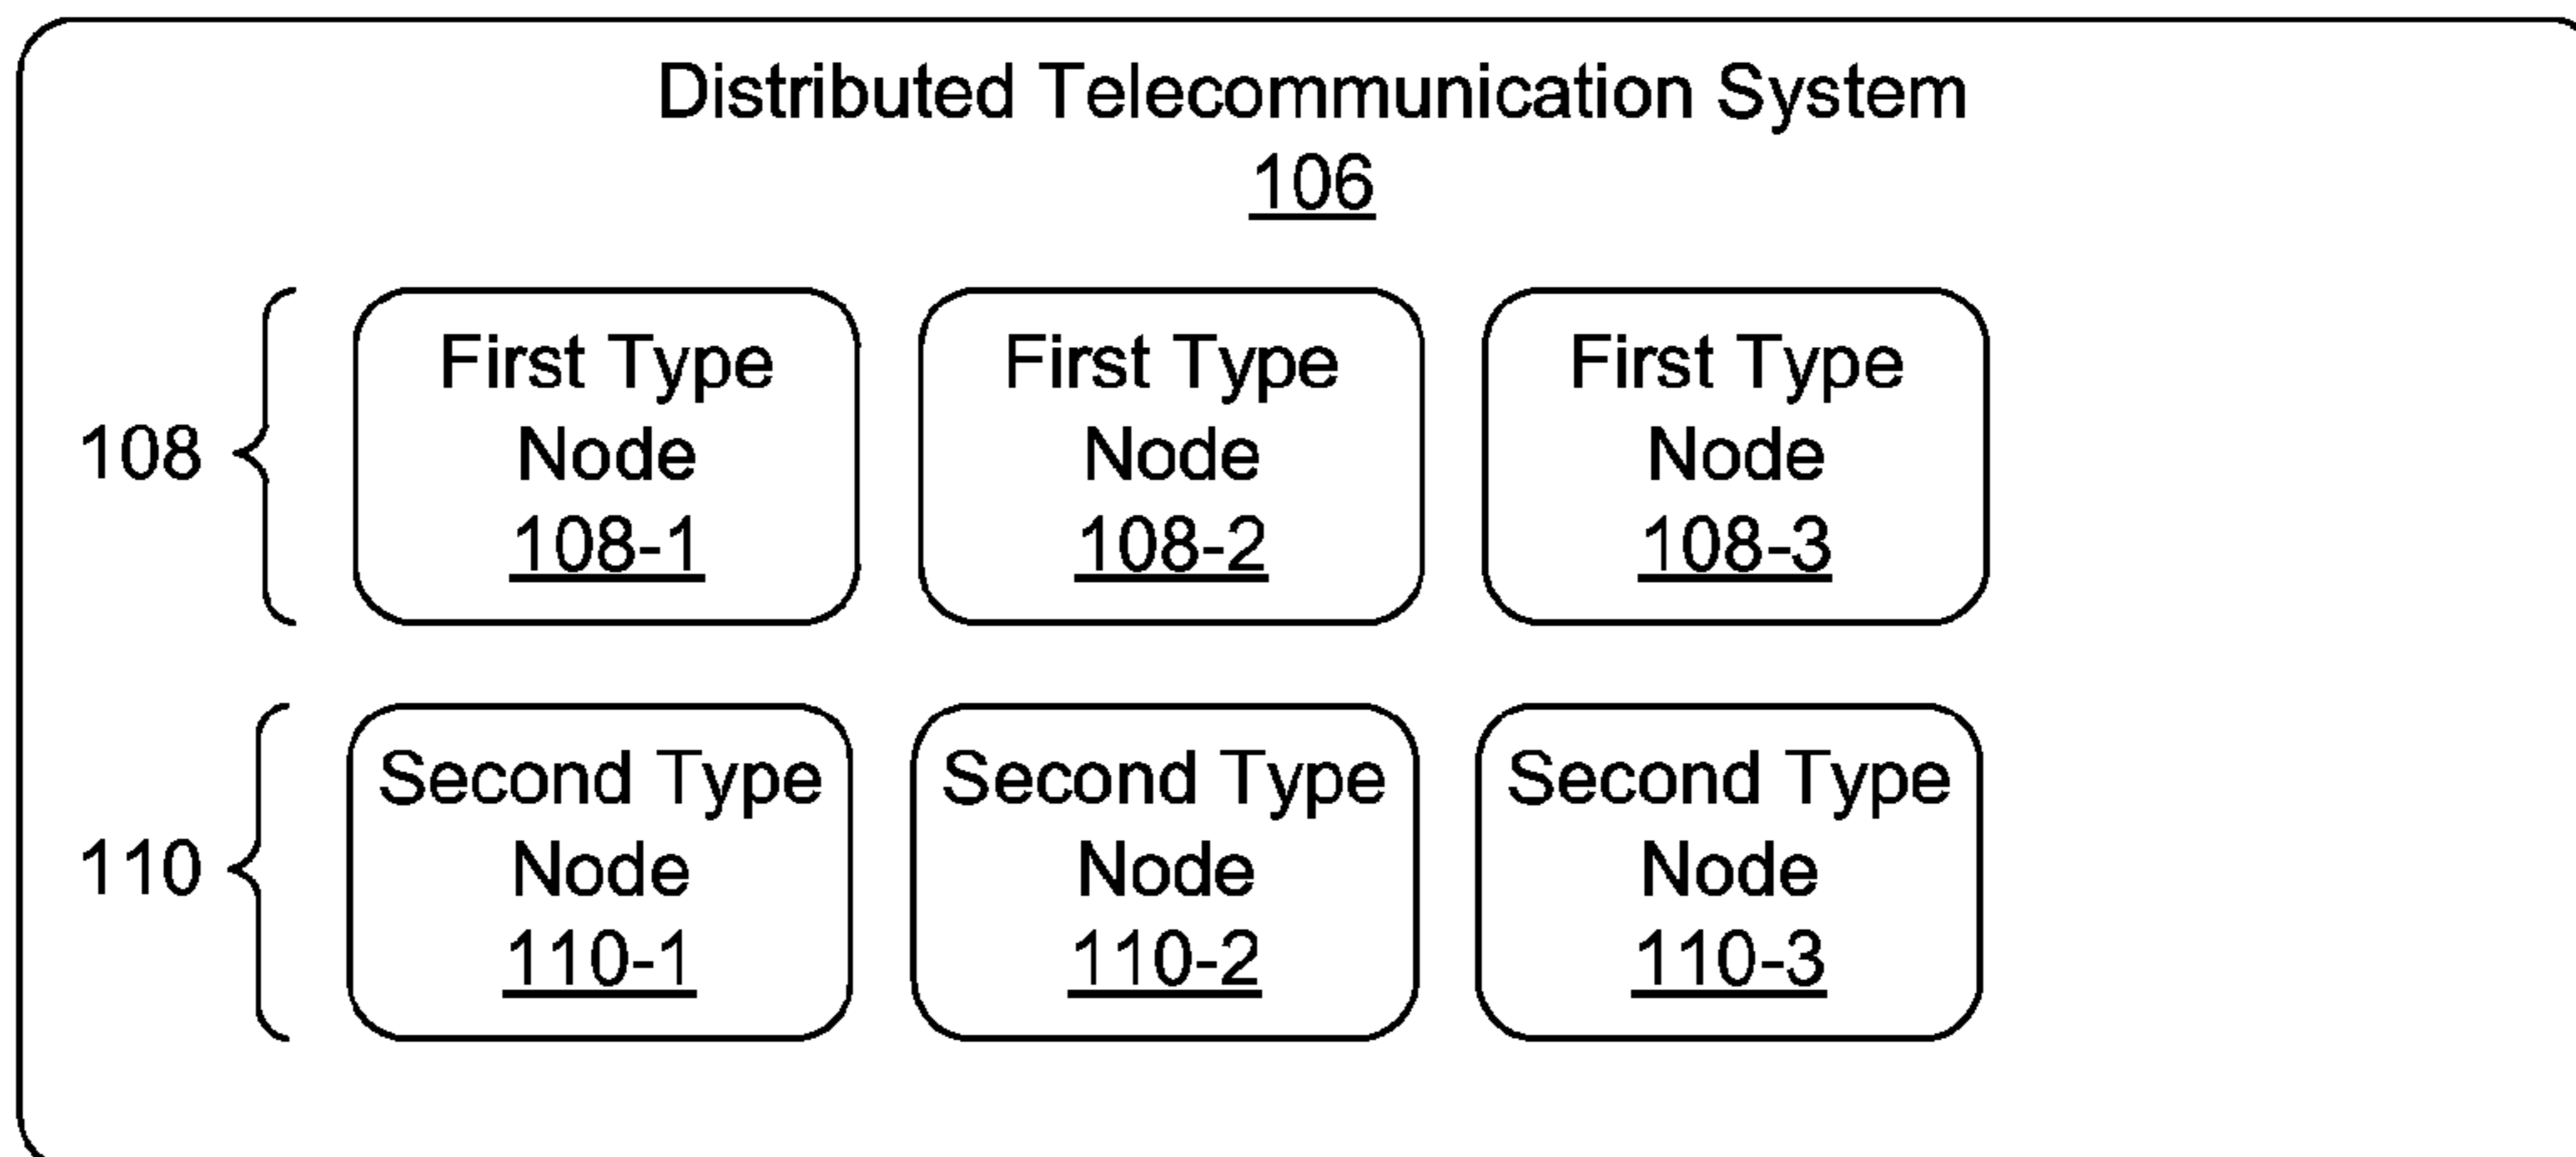 Distributed Telecommunication System
106
First Type
Node
108-1
First Type
Node
108-2
First Type
Node
108-3
108
Second Type
Node
110-1
Second Type
Node
110-2
Second Type
Node
110-3
110